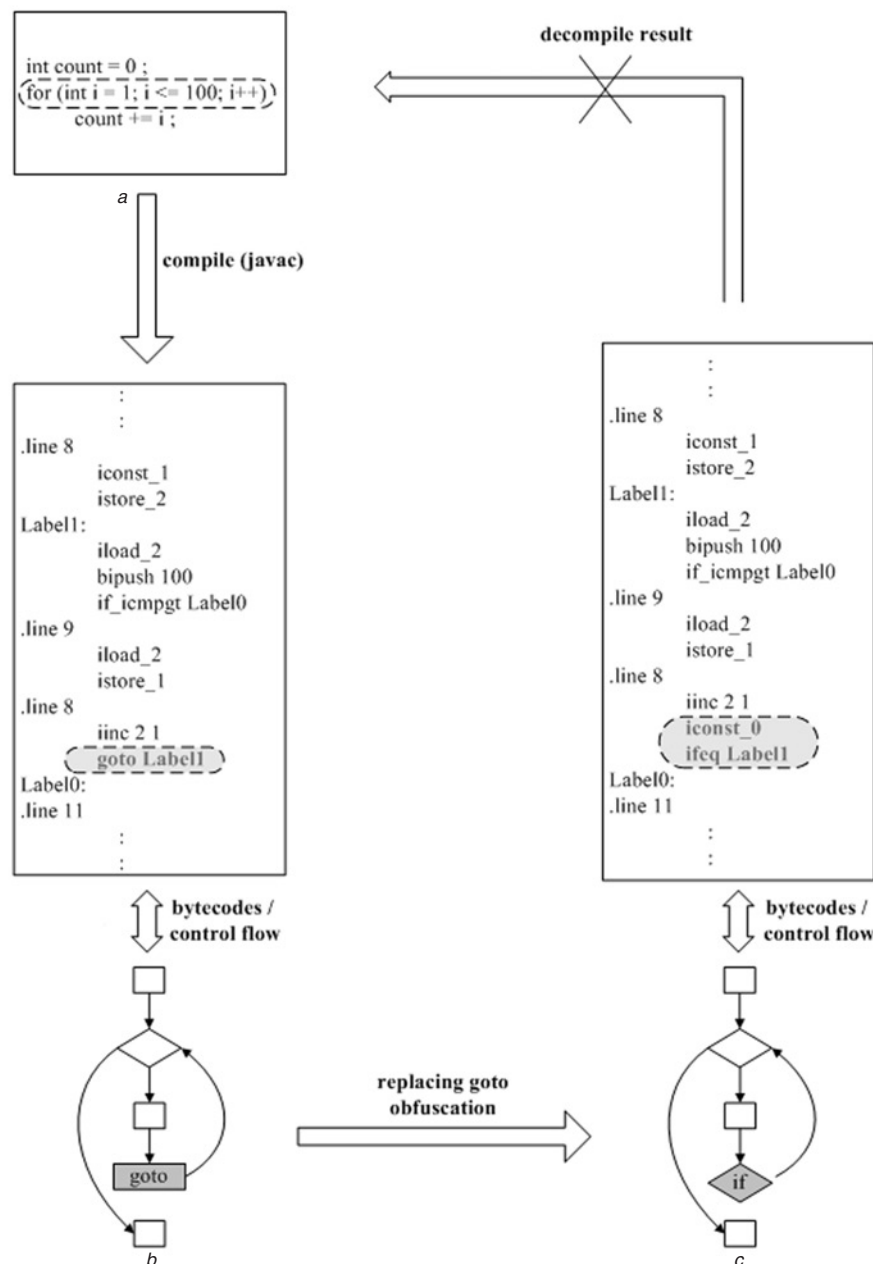 int count = 0 ;
for (int i = 1; i <= 100; i++)
count += i ;
a
decompile result
compile (javac)
:
:
.line 8
iconst_1
istore_2
Label1:
iload_2
bipush 100
if_icmpgt Label0
.line 9
iload_2
istore_1
.line 8
iinc 2 1
goto Label1
Label0:
.line 11
:
:
bytecodes /
control flow
goto
b
replacing goto
obfuscation
:
:
.line 8
iconst_1
istore_2
Label1:
iload_2
bipush 100
if_icmpgt Label0
.line 9
iload_2
istore_1
.line 8
iinc 2 1
iconst_0
ifeq Label1
Label0:
.line 11
:
:
bytecodes /
control flow
if
c